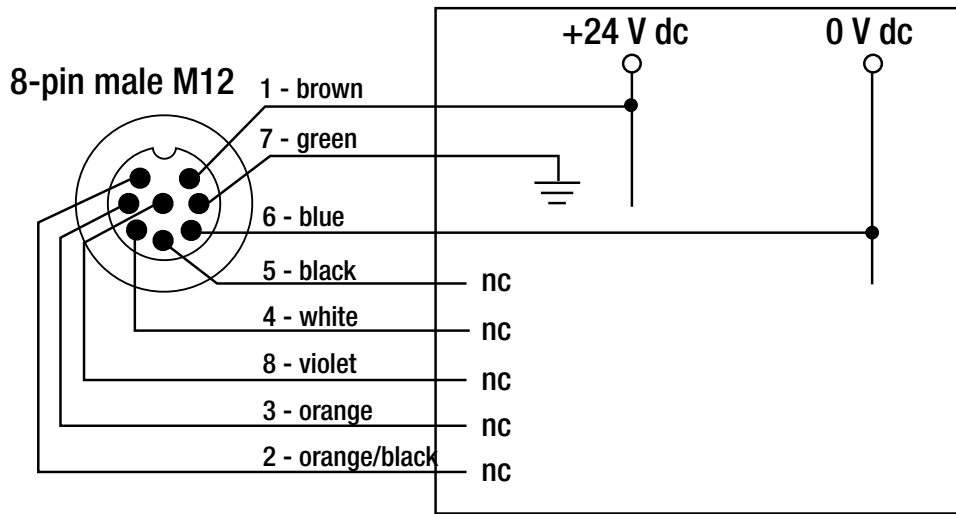 +24 V dc
0 V dc
8-pin male M12
1 - brown
7 - green
6 - blue
5 - black
nc
4 - white
nc
8 - violet
nc
3 - orange
nc
2 - orange/black
nc